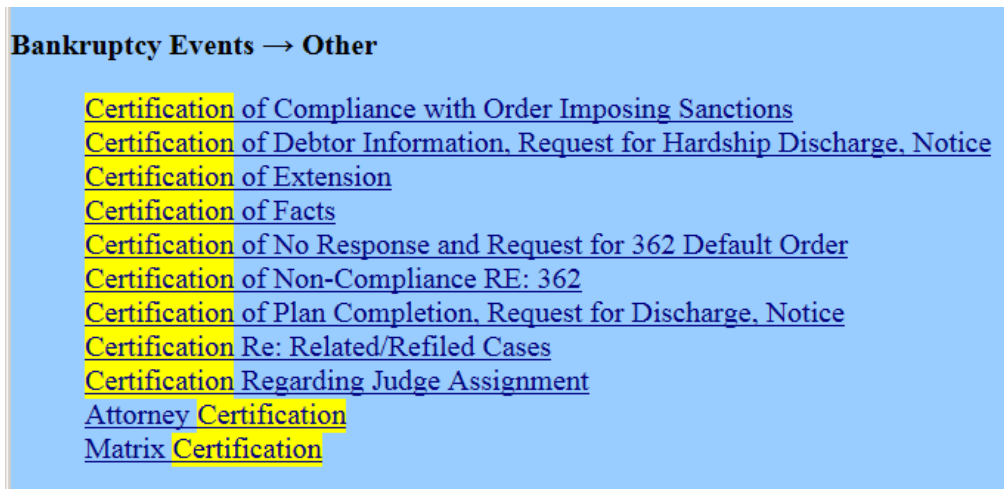 Bankruptcy Events → Other
Certification of Compliance with Order Imposing Sanctions
Certification of Debtor Information, Request for Hardship Discharge, Notice
Certification of Extension
Certification of Facts
Certification of No Response and Request for 362 Default Order
Certification of Non-Compliance RE: 362
Certification of Plan Completion, Request for Discharge, Notice
Certification Re: Related/Refiled Cases
Certification Regarding Judge Assignment
Attorney Certification
Matrix Certification